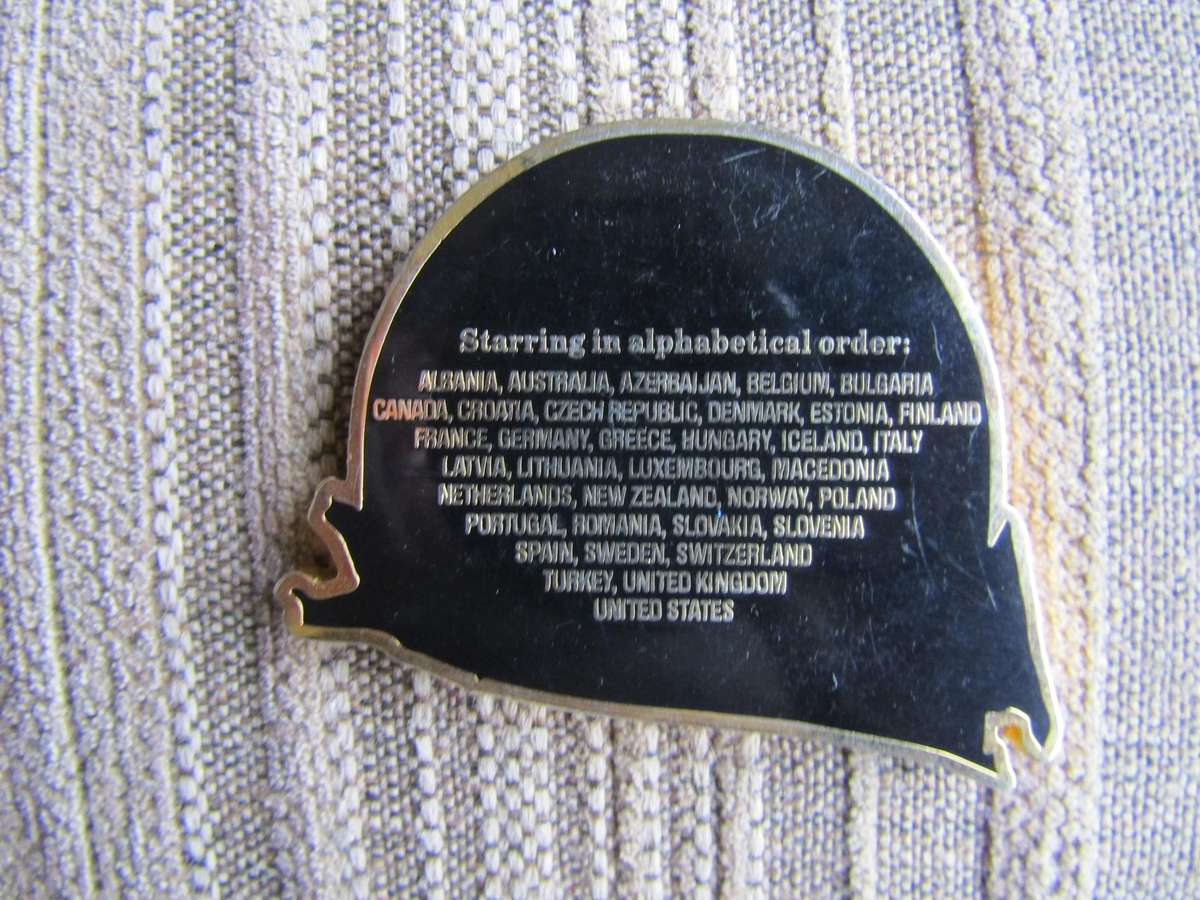 Starring in alphabetical order:
ALBANIA, AUSTRALIA, AZERBAIJAN, BELGIUM, BULGARIA
CANADA, CROATIA, CZECH REPUBLIC, DENMARK, ESTONIA, FINLAND
FRANCE, GERMANY, GREECE, HUNGARY, ICELAND, ITALY
LATVIA, LITHUANIA, LUXEMBOURG, MACEDONIA
NETHERLANDS, NEW ZEALAND, NORWAY, POLAND
PORTUGAL, ROMANIA, SLOVAKIA, SLOVENIA
SPAIN, SWEDEN, SWITZERLAND
TURKEY, UNITED KINGDOM
UNITED STATES